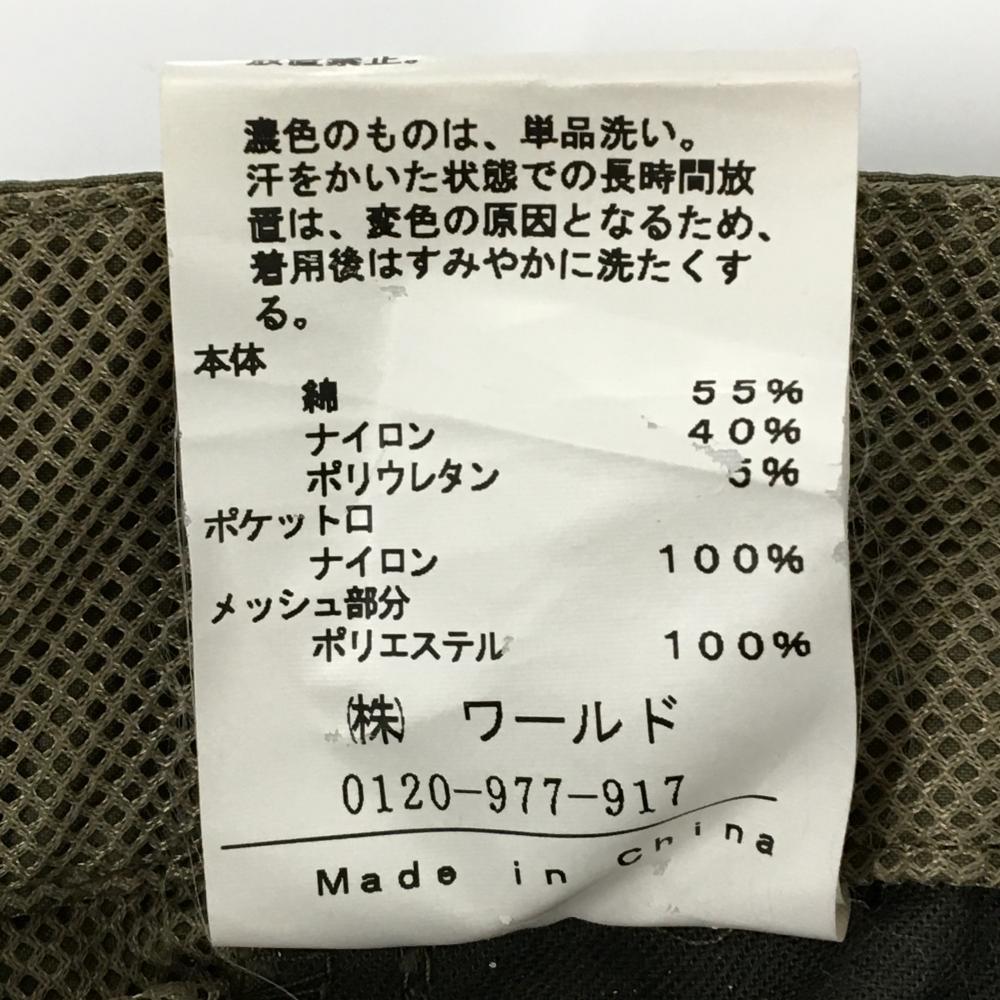 放置禁止。
濃色のものは、単品洗い。
汗をかいた状態での長時間放
置は、変色の原因となるため、
着用後はすみやかに洗たくす
る。
本体
綿 55%
ナイロン 40%
ポリウレタン 5%
ポケット口
ナイロン 100%
メッシュ部分
ポリエステル 100%
㈱ ワールド
0120-977-917
Made in china